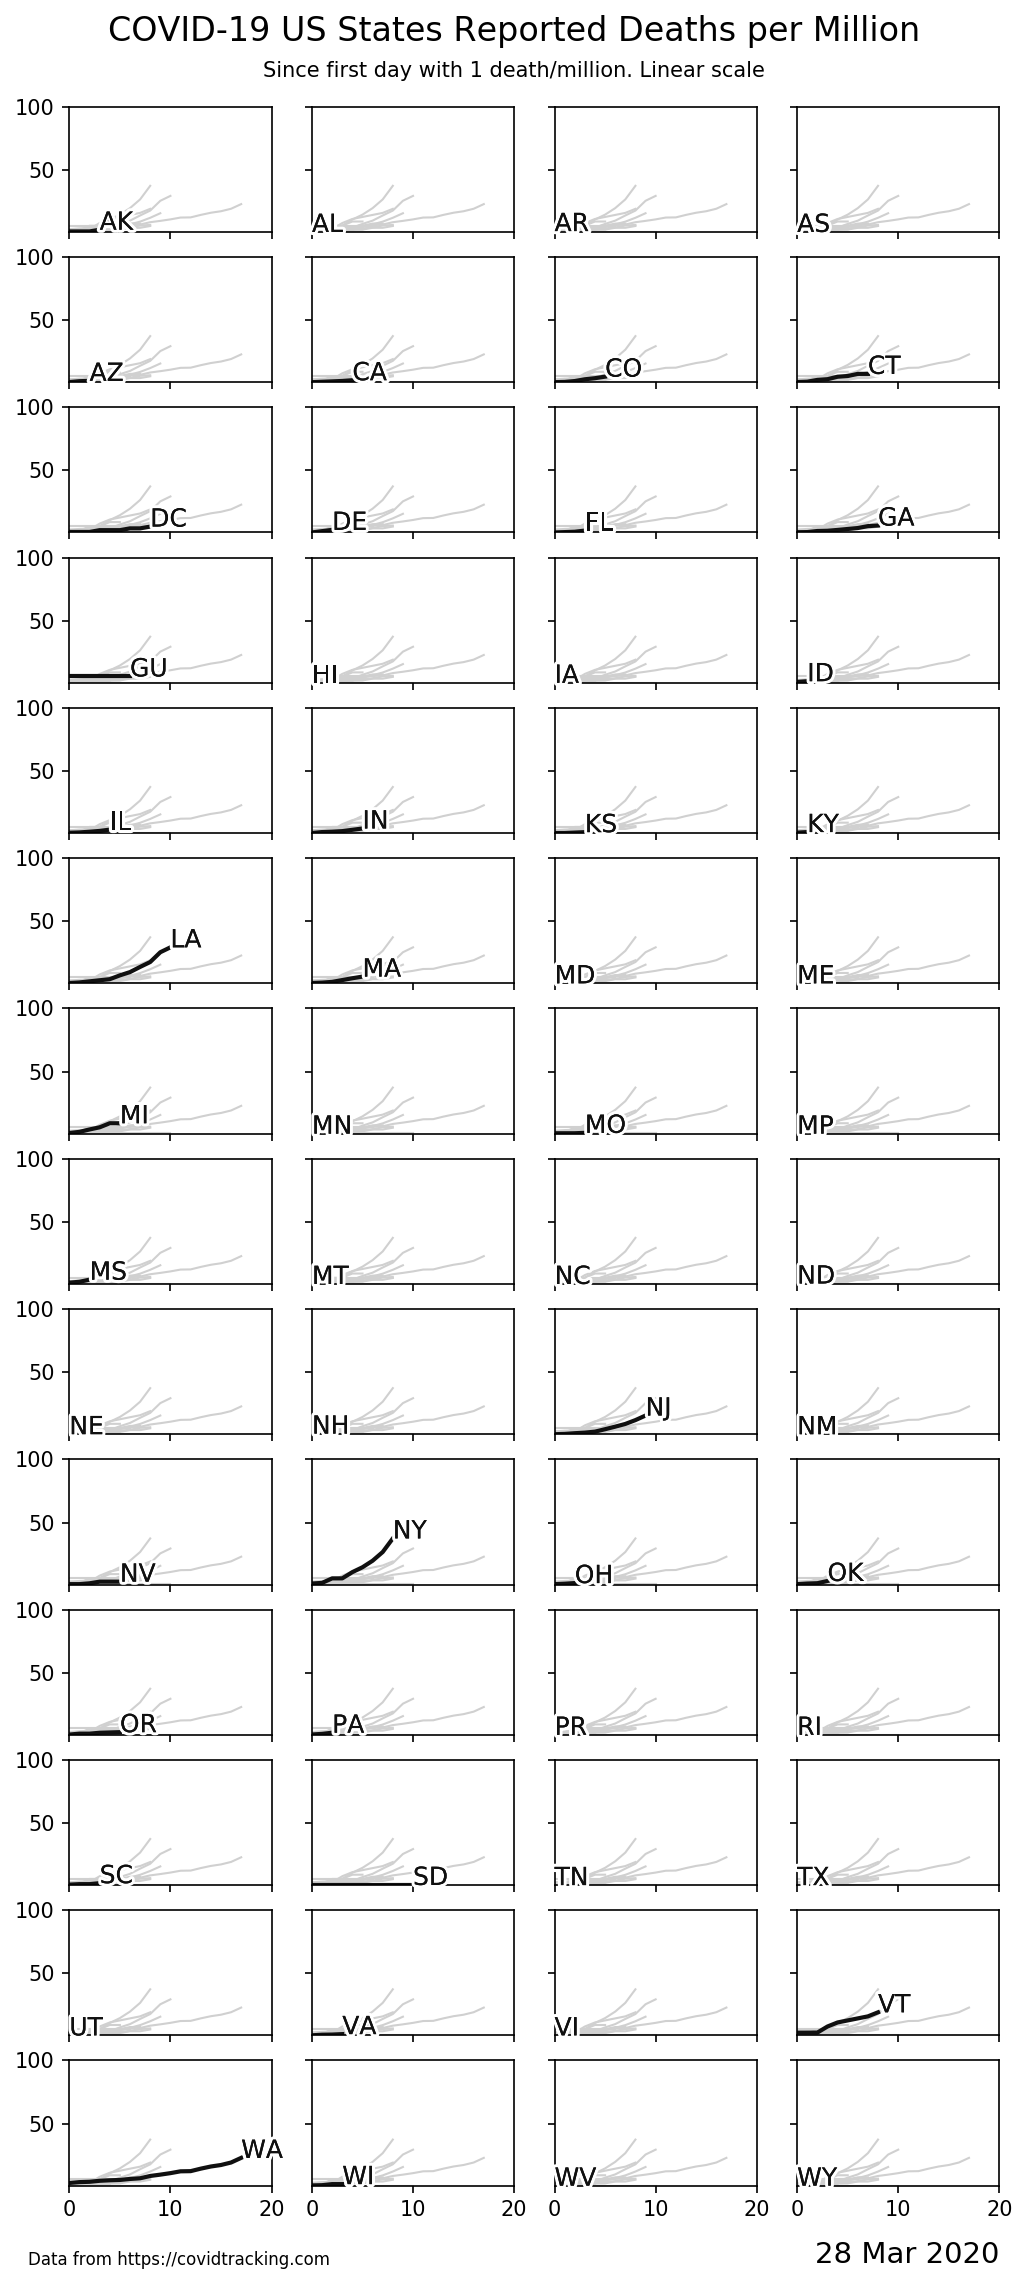 COVID-19 US States Reported Deaths per Million
Since first day with 1 death/million. Linear scale
100
50
AK
AL
AR
AS
100
50
AZ
CA
CO
CT
100
50
DC
DE
FL
GA
100
50
GU
HI
IA
ID
100
50
IL
IN
KS
KY
100
50
LA
MA
MD
ME
100
50
MI
MN
MO
MP
100
50
MS
MT
NC
ND
100
50
NE
NH
NJ
NM
100
50
NV
NY
OH
OK
100
50
OR
PA
PR
RI
100
50
SC
SD
TN
TX
100
50
UT
VA
VI
VT
100
50
WA
WI
WV
WY
0 10 20 0 10 20 0 10 20
0 10 20
Data from https://covidtracking.com
28 Mar 2020